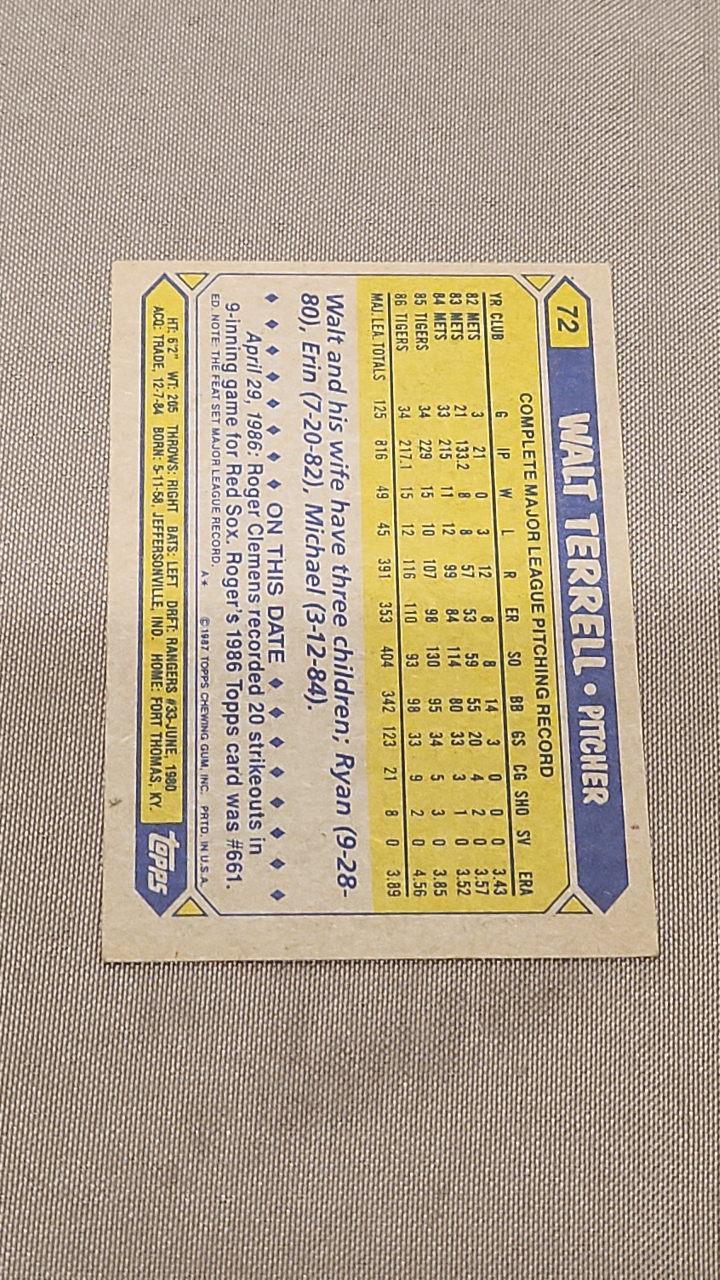 72 WALT TERRELL • PITCHER
COMPLETE MAJOR LEAGUE PITCHING RECORD
YR CLUB G IP W L R ER SO BB GS CG SHO SV ERA
82 METS 3 21 0 3 12 8 8 14 3 0 0 0 3.43
83 METS 21 133.2 8 8 57 53 59 55 20 4 2 0 3.57
84 METS 33 215 11 12 99 84 114 80 33 3 1 0 3.52
85 TIGERS 34 229 15 10 107 98 130 95 34 5 3 0 3.85
86 TIGERS 34 217.1 15 12 116 110 93 98 33 9 2 0 4.56
MAJ. LEA. TOTALS 125 816 49 45 391 353 404 342 123 21 8 0 3.89
Walt and his wife have three children; Ryan (9-28-
80), Erin (7-20-82), Michael (3-12-84).
♦ ♦ ♦ ♦ ♦ ♦ ♦ ♦ ON THIS DATE ♦ ♦ ♦ ♦ ♦ ♦ ♦ ♦
April 29, 1986: Roger Clemens recorded 20 strikeouts in
9-inning game for Red Sox. Roger's 1986 Topps card was #661.
ED. NOTE: THE FEAT SET MAJOR LEAGUE RECORD.
A* © 1987 TOPPS CHEWING GUM, INC. PRTD. IN U.S.A.
HT: 6'2" WT: 205 THROWS: RIGHT BATS: LEFT DRFT: RANGERS #33-JUNE, 1980
ACQ: TRADE, 12-7-84 BORN: 5-11-58, JEFFERSONVILLE, IND. HOME: FORT THOMAS, KY.
topps